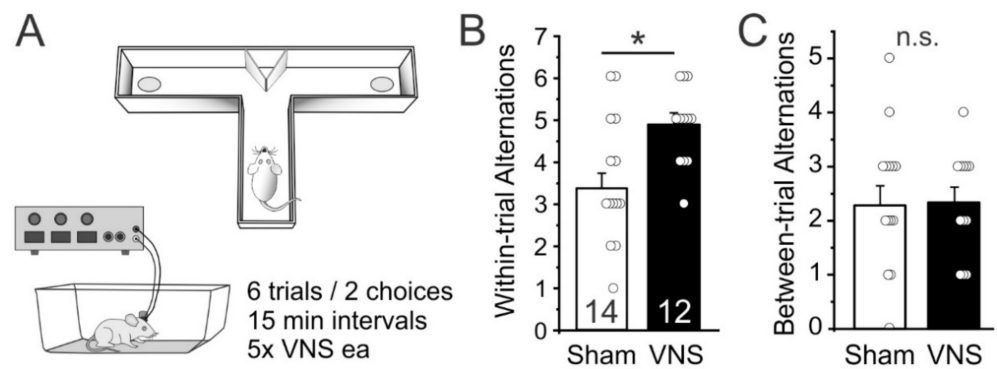 A
6 trials / 2 choices
15 min intervals
5x VNS ea
B
Within-trial Alternations
7
6
5
4
3
2
1
0
*
14
12
Sham VNS
C
Between-trial Alternations
5
4
3
2
1
0
n.s.
Sham VNS